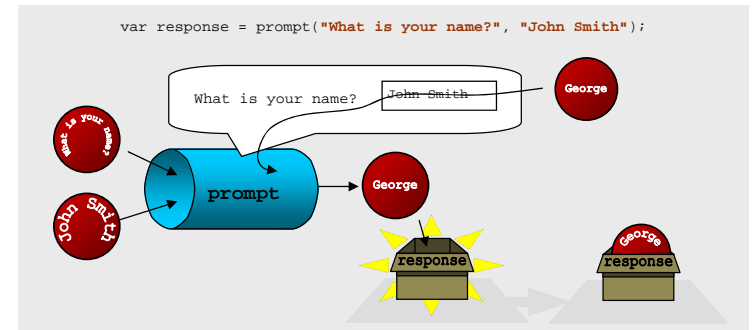 var response = prompt("What is your name?", "John Smith");
What is your name?
John Smith
George
What is your name?
John Smith
prompt
George
response
George
response